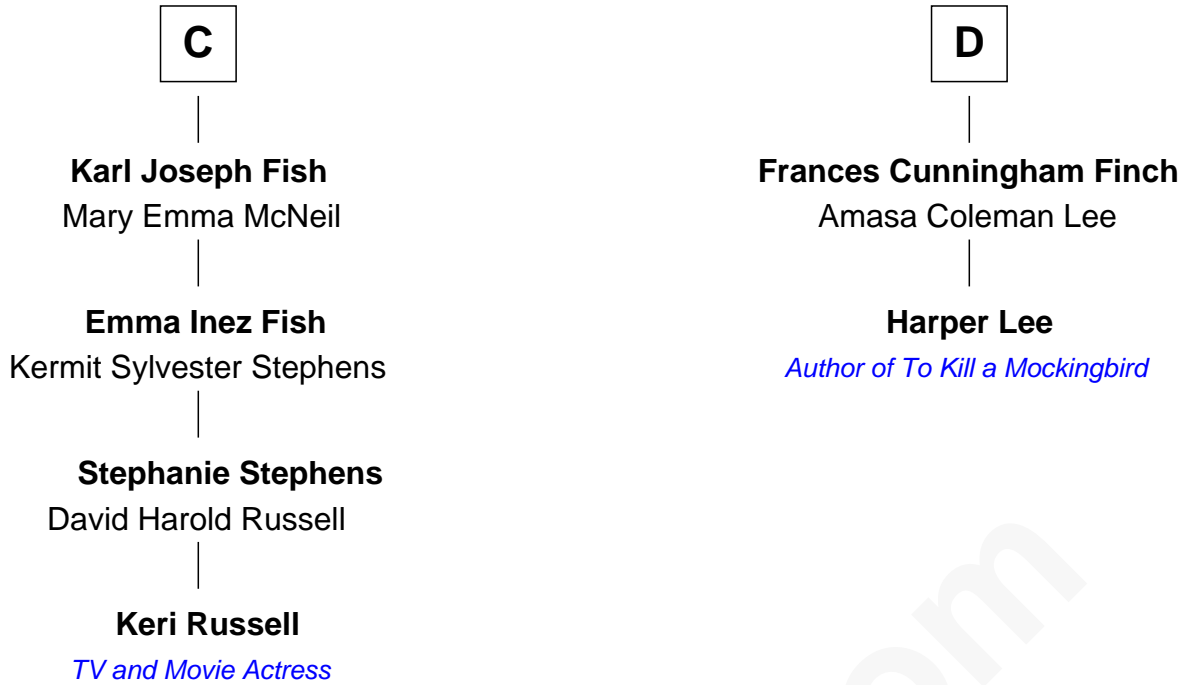 C
Karl Joseph Fish
Mary Emma McNeil
Emma Inez Fish
Kermit Sylvester Stephens
Stephanie Stephens
David Harold Russell
Keri Russell
TV and Movie Actress
D
Frances Cunningham Finch
Amasa Coleman Lee
Harper Lee
Author of To Kill a Mockingbird
om